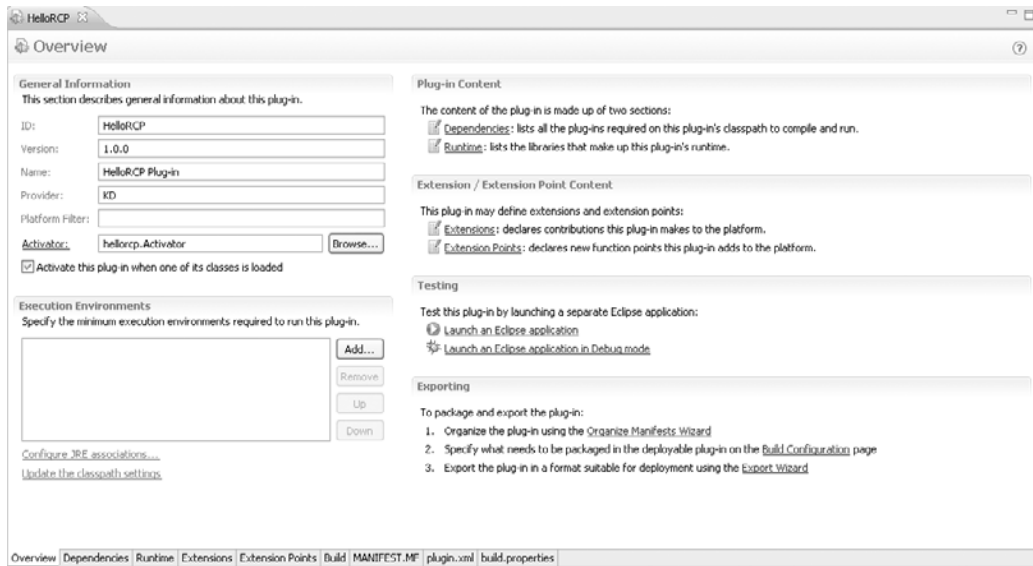 HelloRCP
Overview
General Information
This section describes general information about this plug-in.
ID: HelloRCP
Version: 1.0.0
Name: HelloRCP Plug-in
Provider: KD
Platform Filter:
Activator: hellorcp.Activator Browse...
Activate this plug-in when one of its classes is loaded
Execution Environments
Specify the minimum execution environments required to run this plug-in.
Add...
Remove
Up
Down
Configure JRE associations...
Update the classpath settings
Plug-in Content
The content of the plug-in is made up of two sections:
Dependencies: lists all the plug-ins required on this plug-in's classpath to compile and run.
Runtime: lists the libraries that make up this plug-in's runtime.
Extension / Extension Point Content
This plug-in may define extensions and extension points:
Extensions: declares contributions this plug-in makes to the platform.
Extension Points: declares new function points this plug-in adds to the platform.
Testing
Test this plug-in by launching a separate Eclipse application:
Launch an Eclipse application
Launch an Eclipse application in Debug mode
Exporting
To package and export the plug-in:
1. Organize the plug-in using the Organize Manifests Wizard
2. Specify what needs to be packaged in the deployable plug-in on the Build Configuration page
3. Export the plug-in in a format suitable for deployment using the Export Wizard
Overview Dependencies Runtime Extensions Extension Points Build MANIFEST.MF plugin.xml build.properties